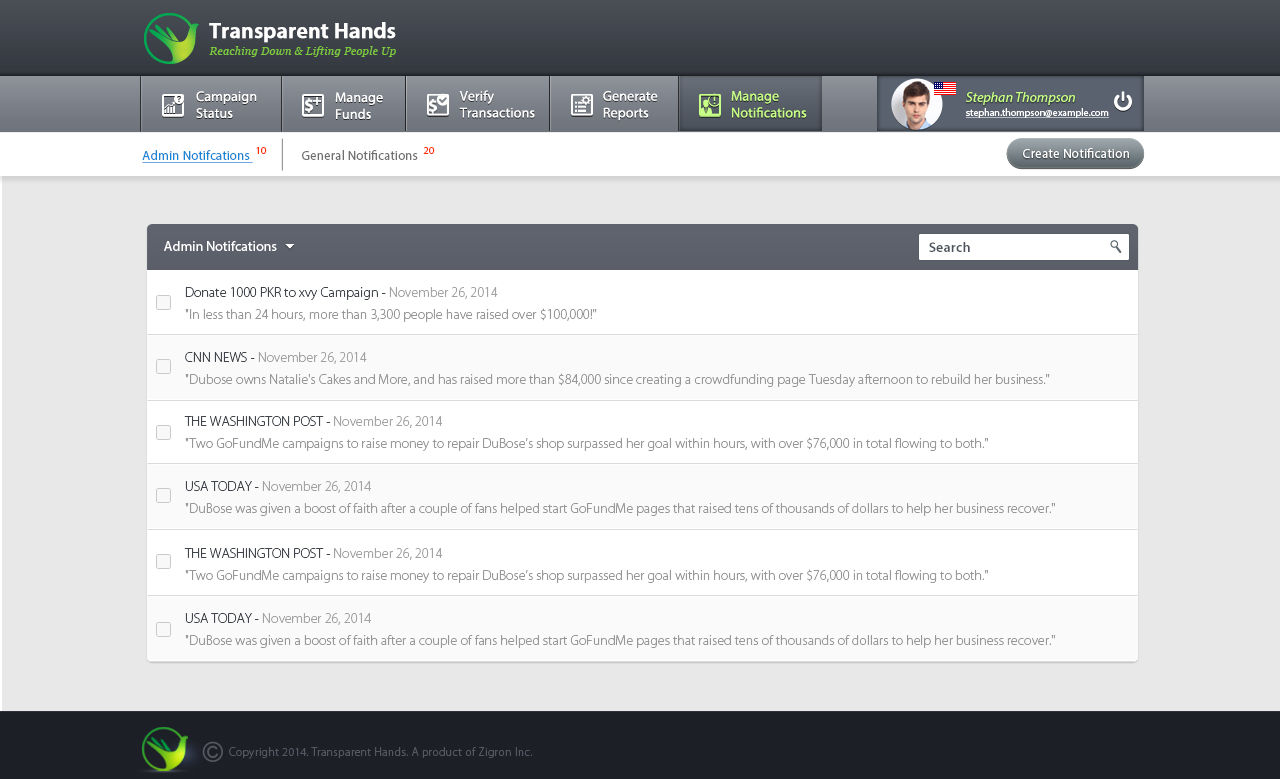 Transparent Hands
Reaching Down & Lifting People Up
Campaign
Status
Manage
Funds
Verify
Transactions
Generate
Reports
Manage
Notifications
Stephan Thompson
stephan.thompson@example.com
Admin Notifcations 10
General Notifications 20
Create Notification
Admin Notifcations
Search
Donate 1000 PKR to xvy Campaign - November 26, 2014
"In less than 24 hours, more than 3,300 people have raised over $100,000!"
CNN NEWS - November 26, 2014
"Dubose owns Natalie's Cakes and More, and has raised more than $84,000 since creating a crowdfunding page Tuesday afternoon to rebuild her business."
THE WASHINGTON POST - November 26, 2014
"Two GoFundMe campaigns to raise money to repair DuBose's shop surpassed her goal within hours, with over $76,000 in total flowing to both."
USA TODAY - November 26, 2014
"DuBose was given a boost of faith after a couple of fans helped start GoFundMe pages that raised tens of thousands of dollars to help her business recover."
THE WASHINGTON POST - November 26, 2014
"Two GoFundMe campaigns to raise money to repair DuBose's shop surpassed her goal within hours, with over $76,000 in total flowing to both."
USA TODAY - November 26, 2014
"DuBose was given a boost of faith after a couple of fans helped start GoFundMe pages that raised tens of thousands of dollars to help her business recover."
© Copyright 2014. Transparent Hands. A product of Zigron Inc.